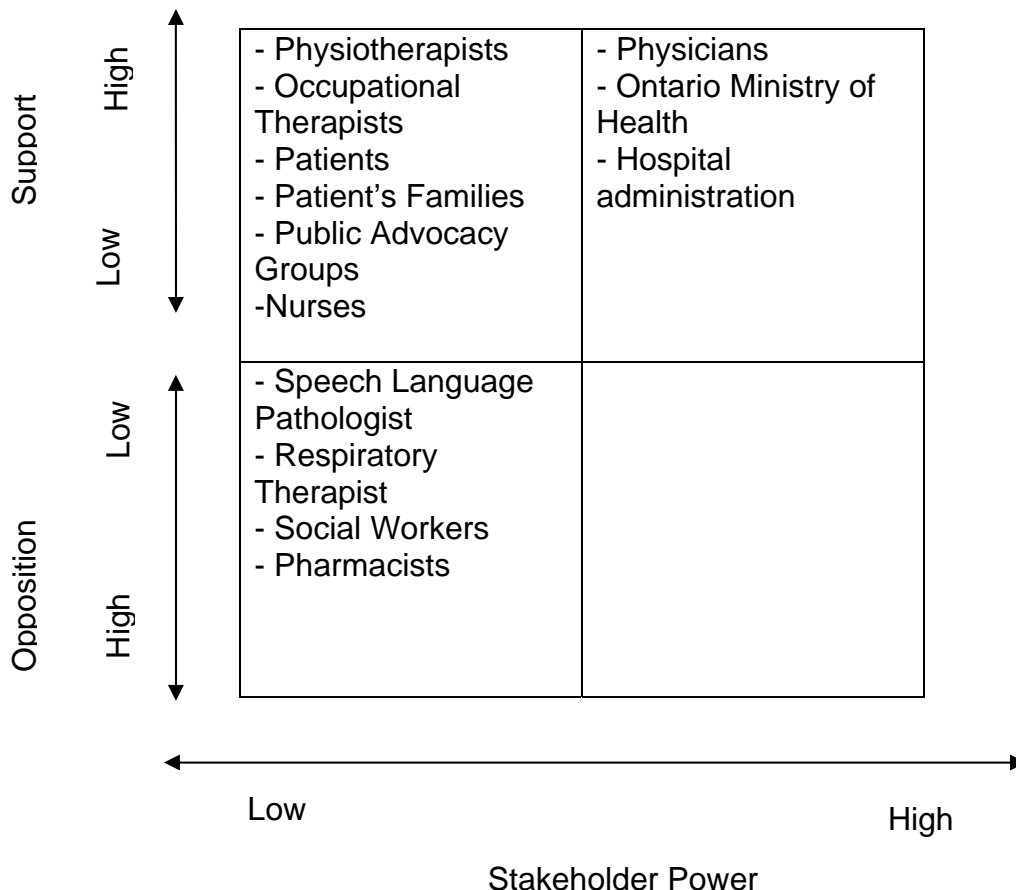 Support
High
Low
- Physiotherapists
- Occupational
Therapists
- Patients
- Patient’s Families
- Public Advocacy
Groups
-Nurses
- Physicians
- Ontario Ministry of
Health
- Hospital
administration
Opposition
Low
High
- Speech Language
Pathologist
- Respiratory
Therapist
- Social Workers
- Pharmacists
Low
High
Stakeholder Power